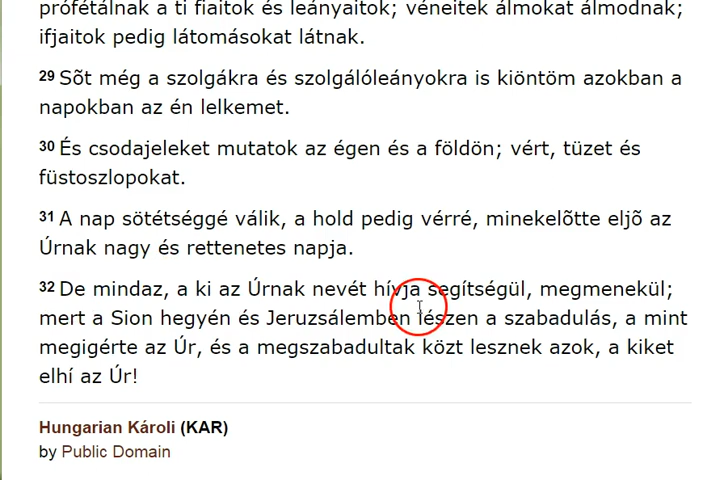 prófétálnak a ti fiaitok és leányaitok; véneitek álmokat álmodnak;
ifjaitok pedig látomásokat látnak.
29 Sõt még a szolgákra és szolgálóleányokra is kiöntöm azokban a
napokban az én lelkemet.
30 És csodajeleket mutatok az égen és a földön; vért, tüzet és
füstoszlopokat.
31 A nap sötétséggé válik, a hold pedig vérré, minekelõtte eljõ az
Úrnak nagy és rettenetes napja.
32 De mindaz, a ki az Úrnak nevét hívja segítségül, megmenekül;
mert a Sion hegyén és Jeruzsálemben lészen a szabadulás, a mint
megigérte az Úr, és a megszabadultak közt lesznek azok, a kiket
elhí az Úr!
Hungarian Károli (KAR)
by Public Domain